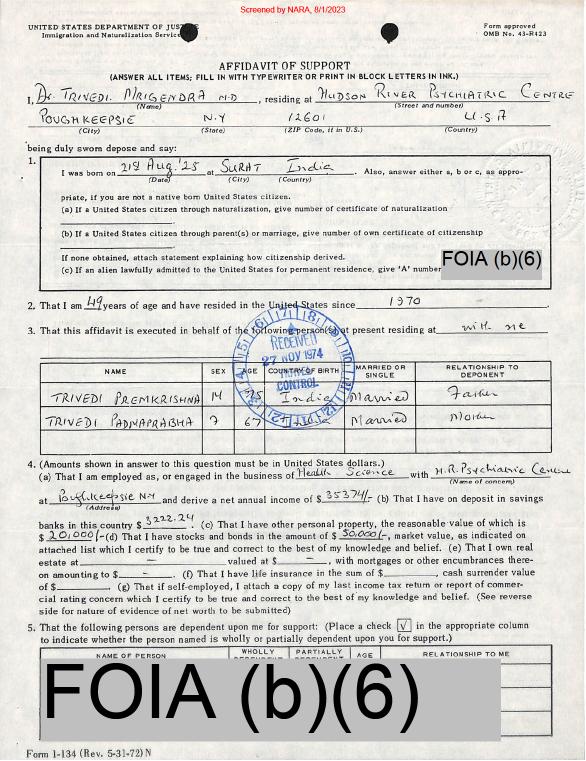 Screened by NARA, 8/1/2023
UNITED STATES DEPARTMENT OF JUSTICE
Immigration and Naturalization Service
Form approved
OMB No. 43-R423
AFFIDAVIT OF SUPPORT
(ANSWER ALL ITEMS; FILL IN WITH TYPEWRITER OR PRINT IN BLOCK LETTERS IN INK.)
I, Dr. TRIVEDI. MRIGENDRA M.D, residing at HUDSON RIVER PSYCHIATRIC CENTRE
(Name) (Street and number)
POUGHKEEPSIE N.Y 12601 U.S.A
(City) (State) (ZIP Code, if in U.S.) (Country)
being duly sworn depose and say:
1.
I was born on 21st Aug. '25 at SURAT India. Also, answer either a, b or c, as appro-
(Date) (City) (Country)
priate, if you are not a native born United States citizen.
(a) If a United States citizen through naturalization, give number of certificate of naturalization
(b) If a United States citizen through parent(s) or marriage, give number of own certificate of citizenship
If none obtained, attach statement explaining how citizenship derived.
(c) If an alien lawfully admitted to the United States for permanent residence, give 'A' number FOIA (b)(6)
2. That I am 49 years of age and have resided in the United States since 1970
3. That this affidavit is executed in behalf of the following person(s) at present residing at with me
RECEIVED
27 NOV 1974
CONTROL
NAME SEX AGE COUNTRY OF BIRTH MARRIED OR SINGLE RELATIONSHIP TO DEPONENT
TRIVEDI PREMKRISHNA M 75 India Married Father
TRIVEDI PADMAPRABHA F 67 India Married Mother
4. (Amounts shown in answer to this question must be in United States dollars.)
(a) That I am employed as, or engaged in the business of Health Science with H.R. Psychiatric Centre
(Name of concern)
at Poughkeepsie NY and derive a net annual income of $ 35374/- (b) That I have on deposit in savings
(Address)
banks in this country $ 3222.24. (c) That I have other personal property, the reasonable value of which is
$ 20,000/- (d) That I have stocks and bonds in the amount of $ 50,000/-, market value, as indicated on
attached list which I certify to be true and correct to the best of my knowledge and belief. (e) That I own real
estate at – valued at $ –, with mortgages or other encumbrances there-
on amounting to $ –. (f) That I have life insurance in the sum of $ –, cash surrender value
of $ –. (g) That if self-employed, I attach a copy of my last income tax return or report of commer-
cial rating concern which I certify to be true and correct to the best of my knowledge and belief. (See reverse
side for nature of evidence of net worth to be submitted)
5. That the following persons are dependent upon me for support: (Place a check √ in the appropriate column
to indicate whether the person named is wholly or partially dependent upon you for support.)
NAME OF PERSON WHOLLY PARTIALLY AGE RELATIONSHIP TO ME
FOIA (b)(6)
Form I-134 (Rev. 5-31-72) N